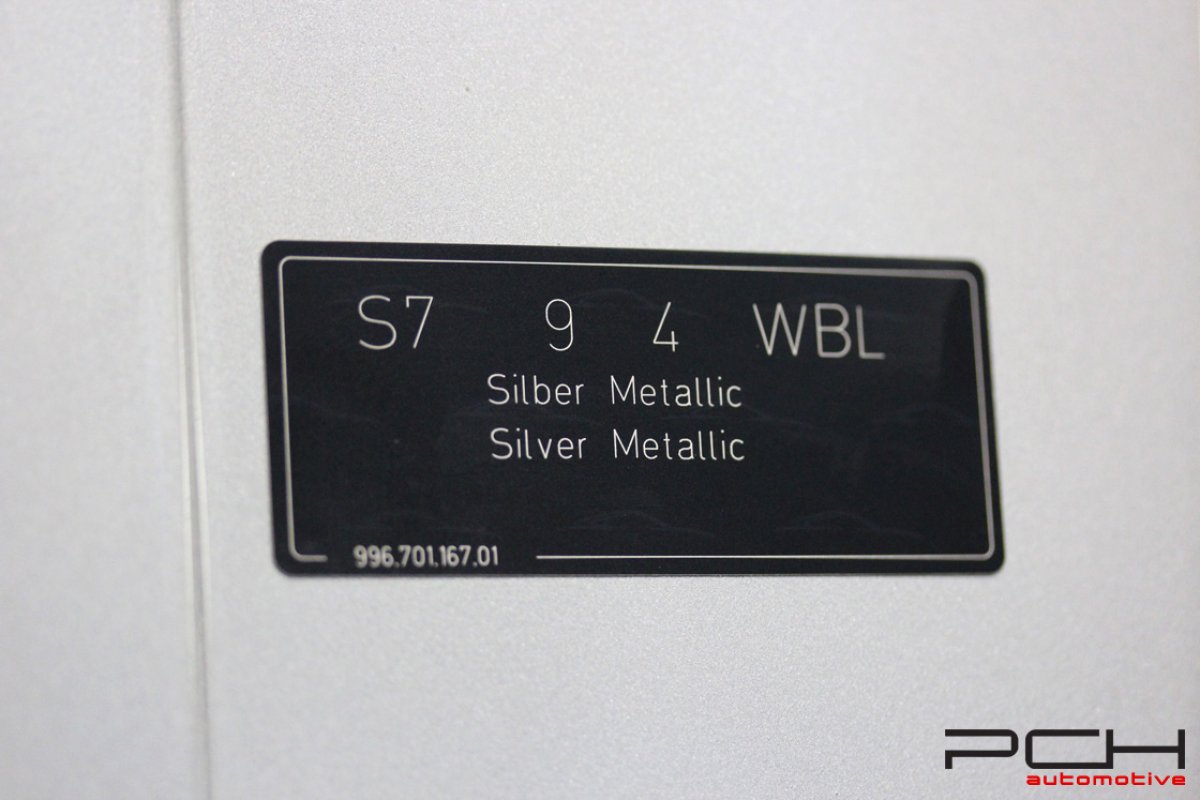 S7 9 4 WBL
Silber Metallic
Silver Metallic
996.701.167.01
PCH
automotive